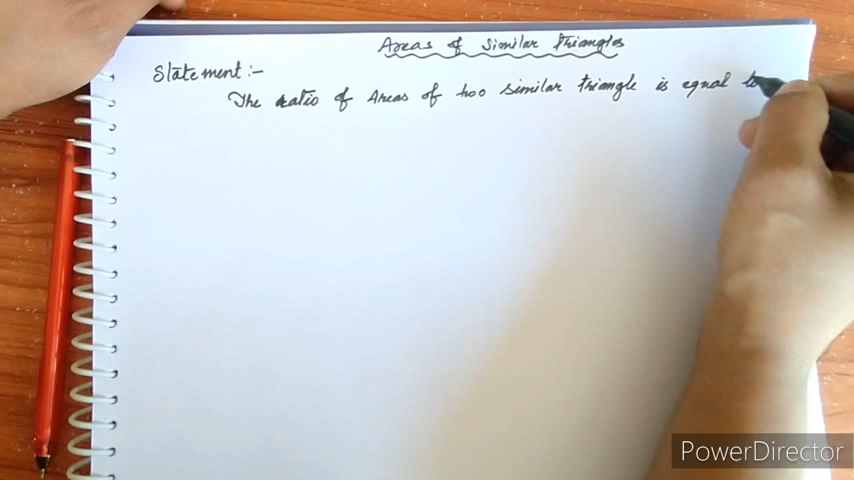 Areas of Similar triangles
Statement:-
The ratio of Areas of two similar triangle is equal to
PowerDirector